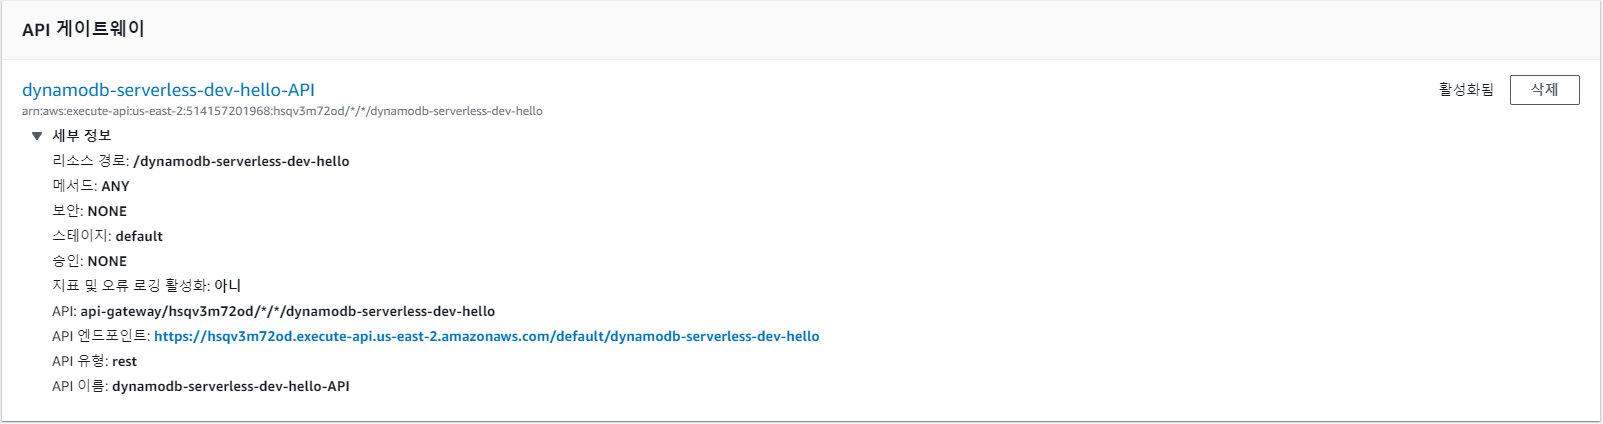 API 게이트웨이
dynamodb-serverless-dev-hello-API
활성화됨
삭제
arn:aws:execute-api:us-east-2:514157201968:hsqv3m72od/*/*/dynamodb-serverless-dev-hello
▼ 세부 정보
리소스 경로: /dynamodb-serverless-dev-hello
메서드: ANY
보안: NONE
스테이지: default
승인: NONE
지표 및 오류 로깅 활성화: 아니
API: api-gateway/hsqv3m72od/*/*/dynamodb-serverless-dev-hello
API 엔드포인트: https://hsqv3m72od.execute-api.us-east-2.amazonaws.com/default/dynamodb-serverless-dev-hello
API 유형: rest
API 이름: dynamodb-serverless-dev-hello-API